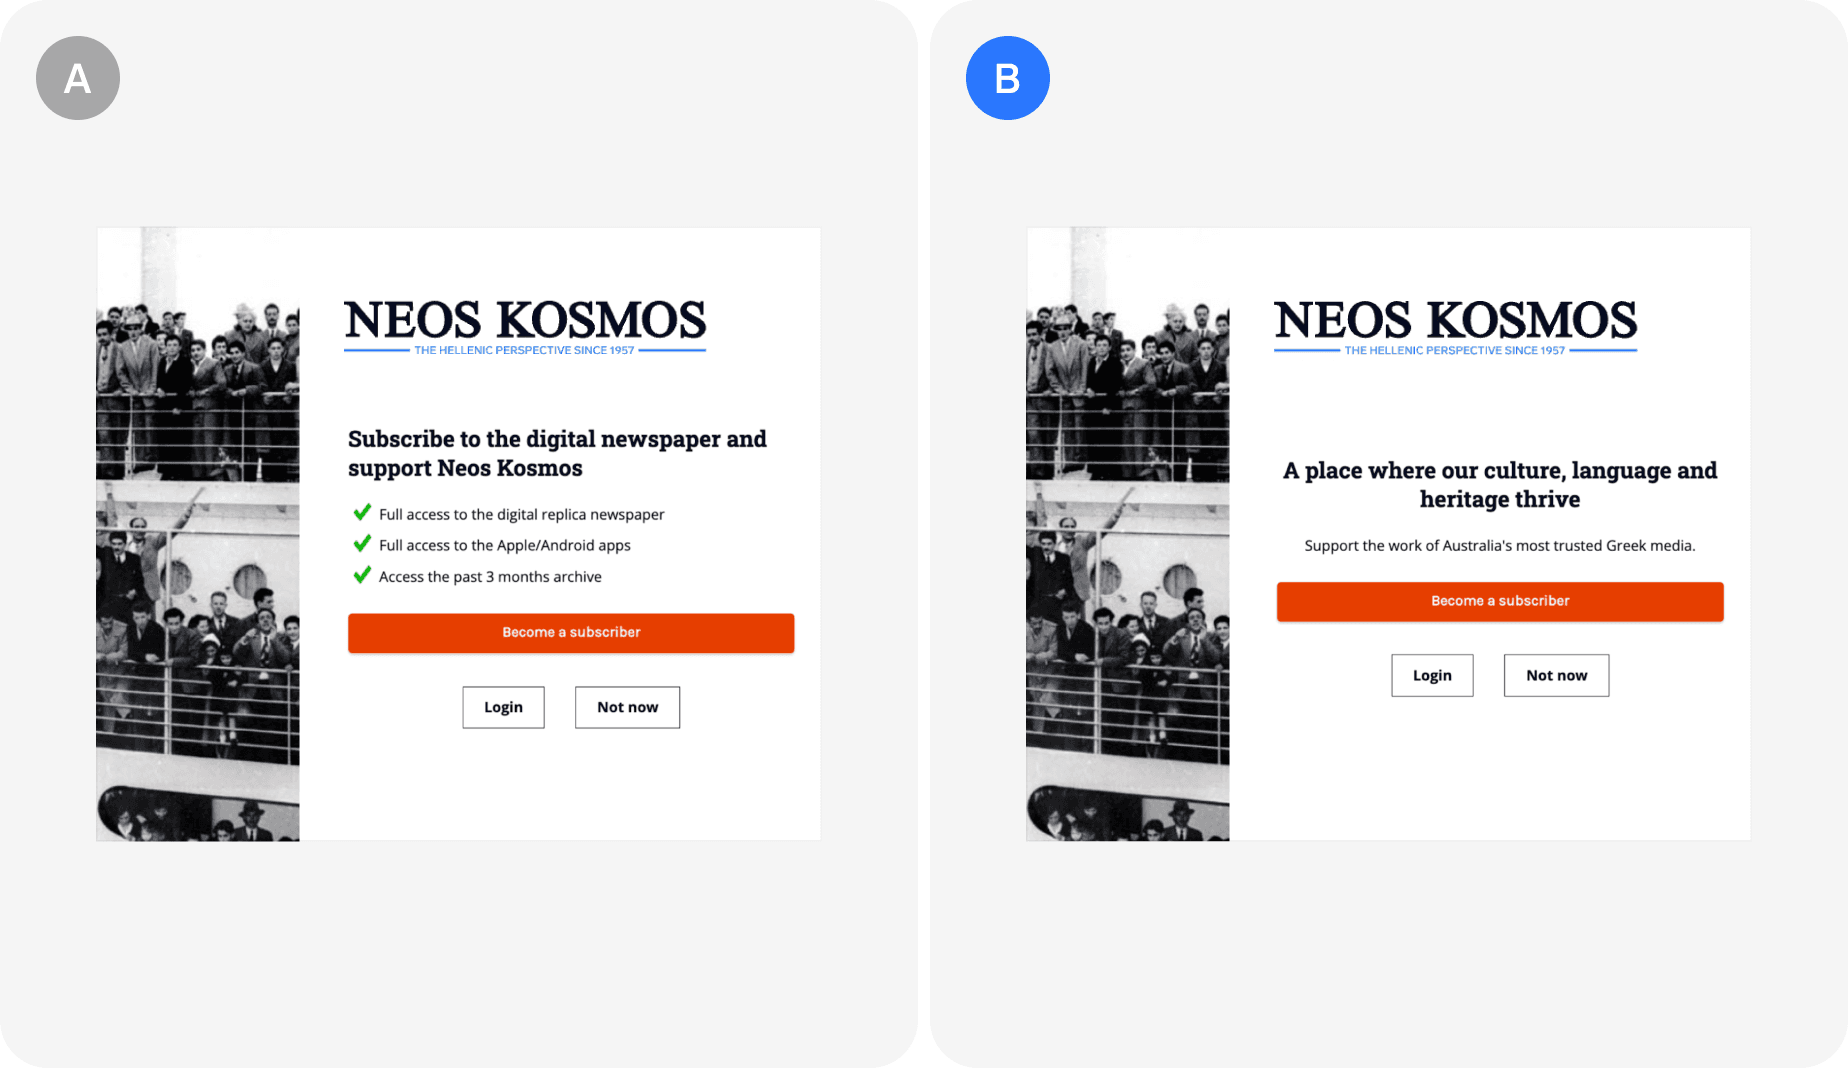 A
NEOS KOSMOS
THE HELLENIC PERSPECTIVE SINCE 1957
Subscribe to the digital newspaper and
support Neos Kosmos
Full access to the digital replica newspaper
Full access to the Apple/Android apps
Access the past 3 months archive
Become a subscriber
Login
Not now
B
NEOS KOSMOS
THE HELLENIC PERSPECTIVE SINCE 1957
A place where our culture, language and
heritage thrive
Support the work of Australia's most trusted Greek media.
Become a subscriber
Login
Not now